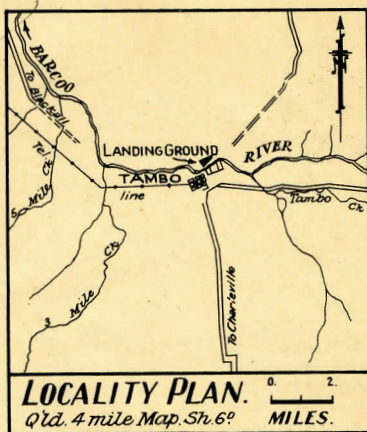 N
BARCOO
To Blackall
LANDING GROUND
RIVER
Tel.
line
TAMBO
Tambo
Ck
5 Mile Ck
3 Mile Ck
To Charleville
LOCALITY PLAN.
Q'ld. 4 mile Map. Sh. 6D
0. 2.
MILES.